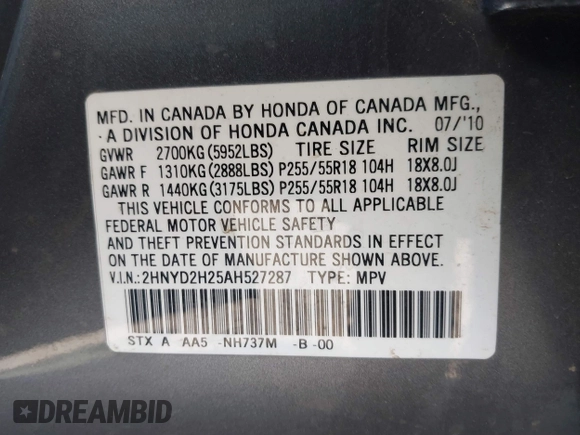 MFD. IN CANADA BY HONDA OF CANADA MFG.,
A DIVISION OF HONDA CANADA INC. 07/'10
GVWR 2700KG(5952LBS) TIRE SIZE RIM SIZE
GAWR F 1310KG(2888LBS) P255/55R18 104H 18X8.0J
GAWR R 1440KG(3175LBS) P255/55R18 104H 18X8.0J
THIS VEHICLE CONFORMS TO ALL APPLICABLE
FEDERAL MOTOR VEHICLE SAFETY
AND THEFT PREVENTION STANDARDS IN EFFECT
ON THE DATE OF MANUFACTURE SHOWN ABOVE.
V.I.N.:2HNYD2H25AH527287 TYPE: MPV
STX A AA5 -NH737M -B -00
DREAMBID